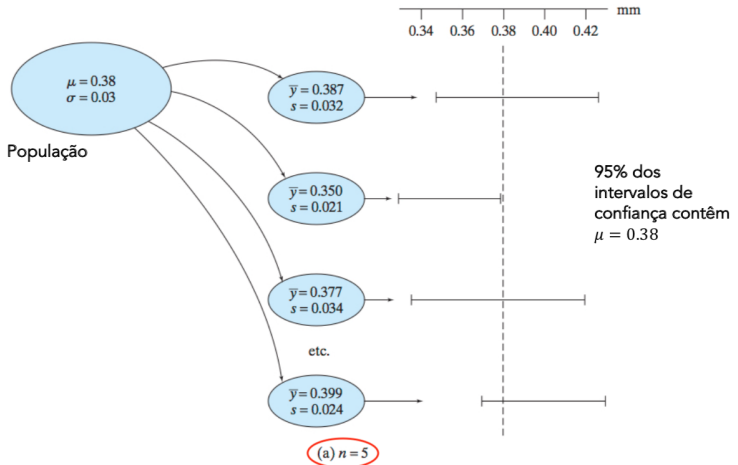 mm
0.34 0.36 0.38 0.40 0.42
μ = 0.38
σ = 0.03
População
y̅ = 0.387
s = 0.032
y̅ = 0.350
s = 0.021
95% dos
intervalos de
confiança contêm
μ = 0.38
y̅ = 0.377
s = 0.034
etc.
y̅ = 0.399
s = 0.024
(a) n = 5